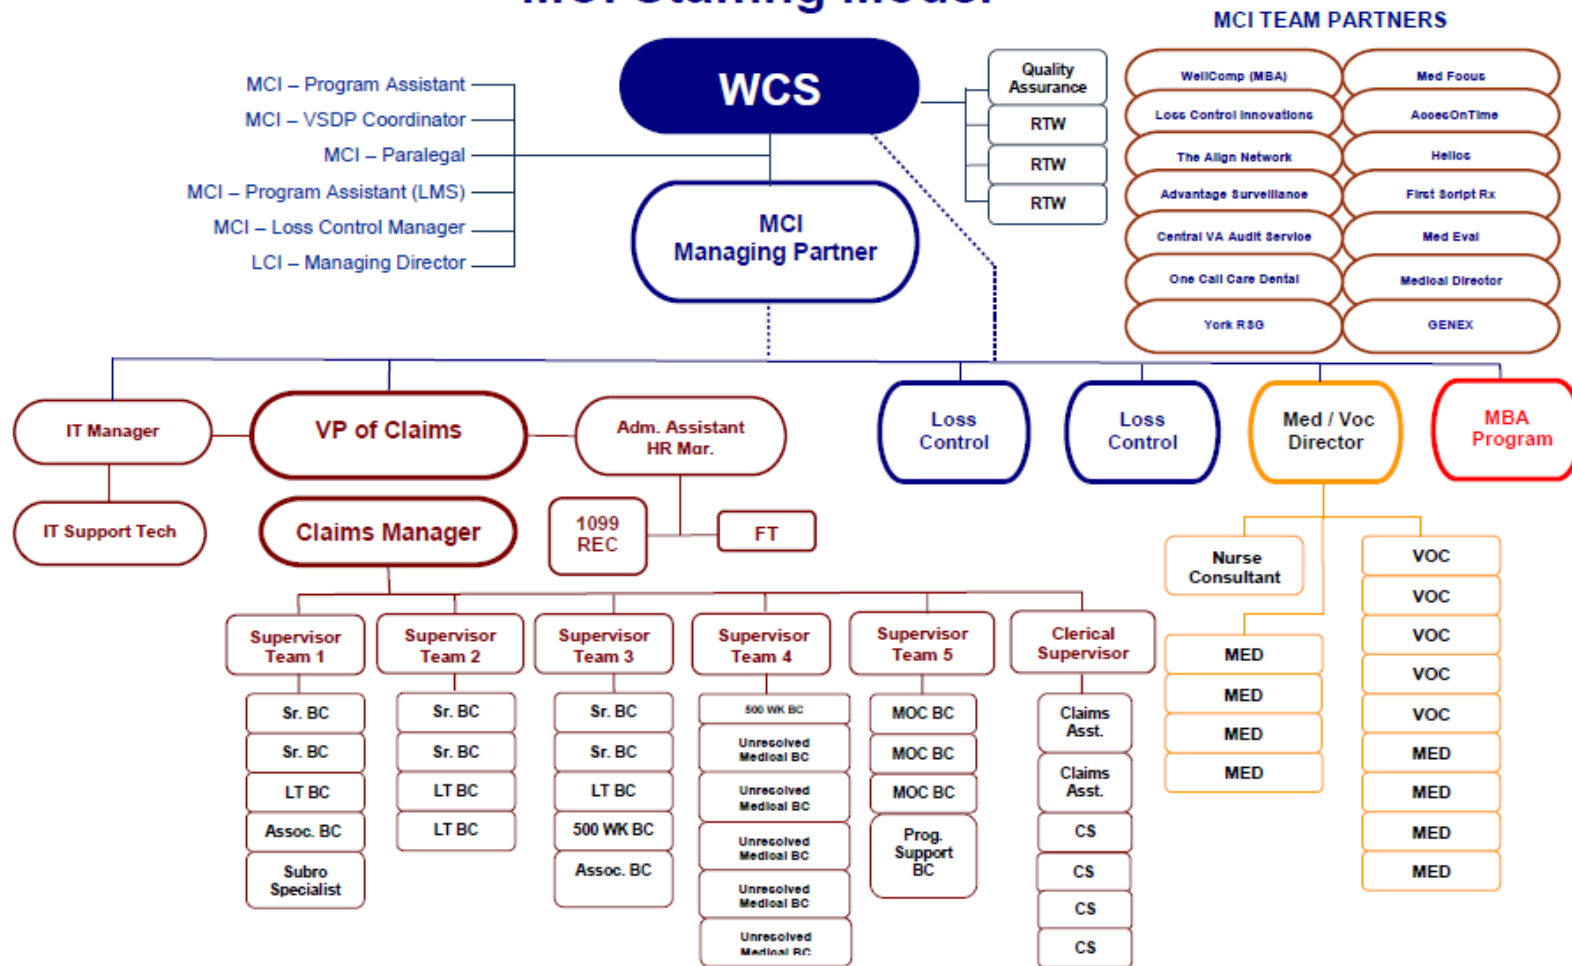 MCI Staffing Model
MCI TEAM PARTNERS
MCI – Program Assistant
MCI – VSDP Coordinator
MCI – Paralegal
MCI – Program Assistant (LMS)
MCI – Loss Control Manager
LCI – Managing Director
WCS
MCI
Managing Partner
Quality
Assurance
RTW
RTW
RTW
WellComp (MBA)
Med Focus
Loss Control Innovations
AccesOnTime
The Align Network
Helios
Advantage Surveillance
First Script Rx
Central VA Audit Service
Med Eval
One Call Care Dental
Medical Director
York RSG
GENEX
IT Manager
VP of Claims
Adm. Assistant
HR Mgr.
Loss
Control
Loss
Control
Med / Voc
Director
MBA
Program
IT Support Tech
Claims Manager
1099
REC
FT
Nurse
Consultant
Supervisor
Team 1
Sr. BC
Sr. BC
LT BC
Assoc. BC
Subro
Specialist
Supervisor
Team 2
Sr. BC
Sr. BC
LT BC
LT BC
Supervisor
Team 3
Sr. BC
Sr. BC
LT BC
500 WK BC
Assoc. BC
Supervisor
Team 4
500 WK BC
Unresolved
Medical BC
Unresolved
Medical BC
Unresolved
Medical BC
Unresolved
Medical BC
Unresolved
Medical BC
Supervisor
Team 5
MOC BC
MOC BC
MOC BC
Prog.
Support
BC
Clerical
Supervisor
Claims
Asst.
Claims
Asst.
CS
CS
CS
CS
MED
MED
MED
MED
VOC
VOC
VOC
VOC
VOC
MED
MED
MED
MED